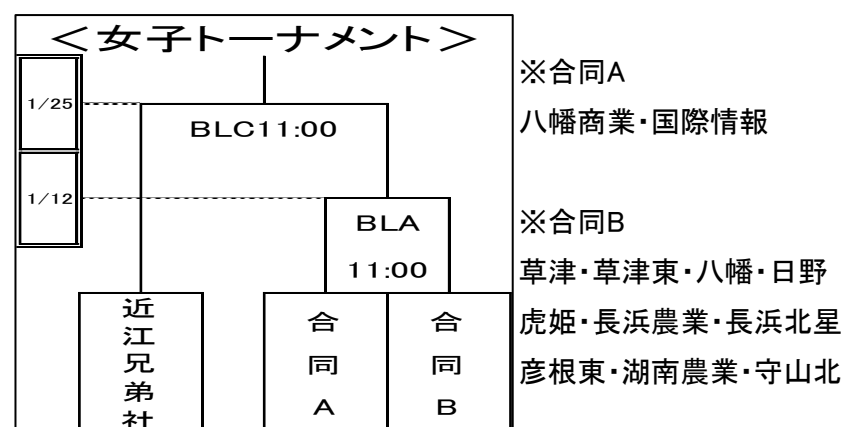 <女子トーナメント>
※合同A
1/25
BLC11:00
八幡商業・国際情報
1/12
BLA
11:00
※合同B
草津・草津東・八幡・日野
虎姫・長浜農業・長浜北星
彦根東・湖南農業・守山北
近江兄弟社
合同A
合同B